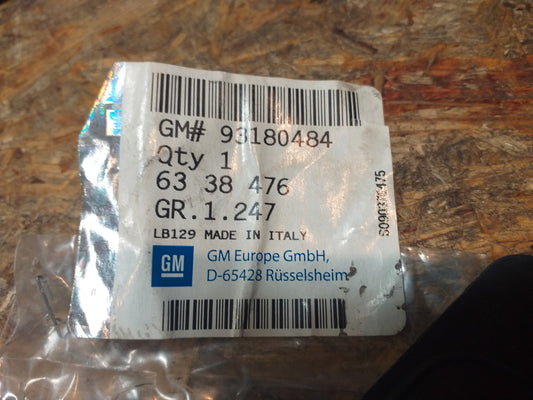 GM# 93180484
Qty 1
63 38 476
GR.1.247
LB129 MADE IN ITALY
GM
GM Europe GmbH,
D-65428 Rüsselsheim